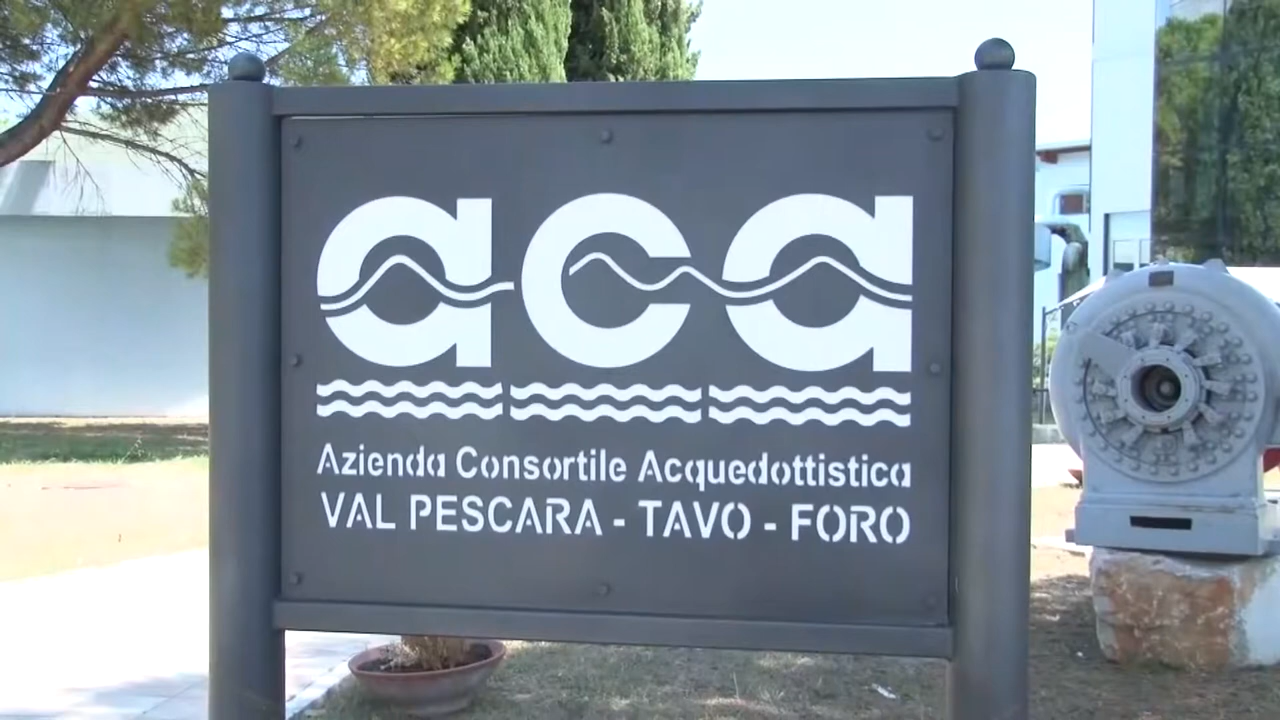 aca
Azienda Consortile Acquedottistica
VAL PESCARA - TAVO - FORO